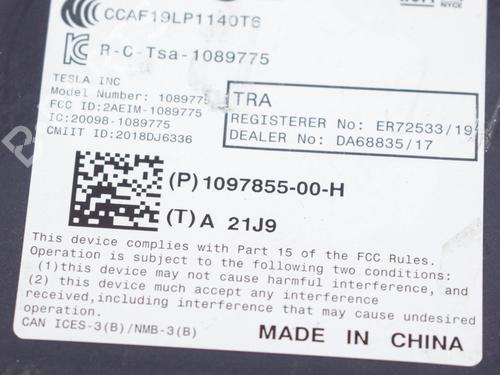 CCAF19LP1140T6
R-C-Tsa-1089775
TESLA INC
Model Number: 1089775
FCC ID:2AEIM-1089775
IC:20098-1089775
CMIIT ID:2018DJ6336
TRA
REGISTERER No: ER72533/19
DEALER No: DA68835/17
(P) 1097855-00-H
(T) A 21J9
This device complies with Part 15 of the FCC Rules.
Operation is subject to the following two conditions:
(1)this device may not cause harmful interference, and
(2) this device much accept any interference
received,including interference that may cause undesired
operation.
CAN ICES-3(B)/NMB-3(B)
MADE IN CHINA